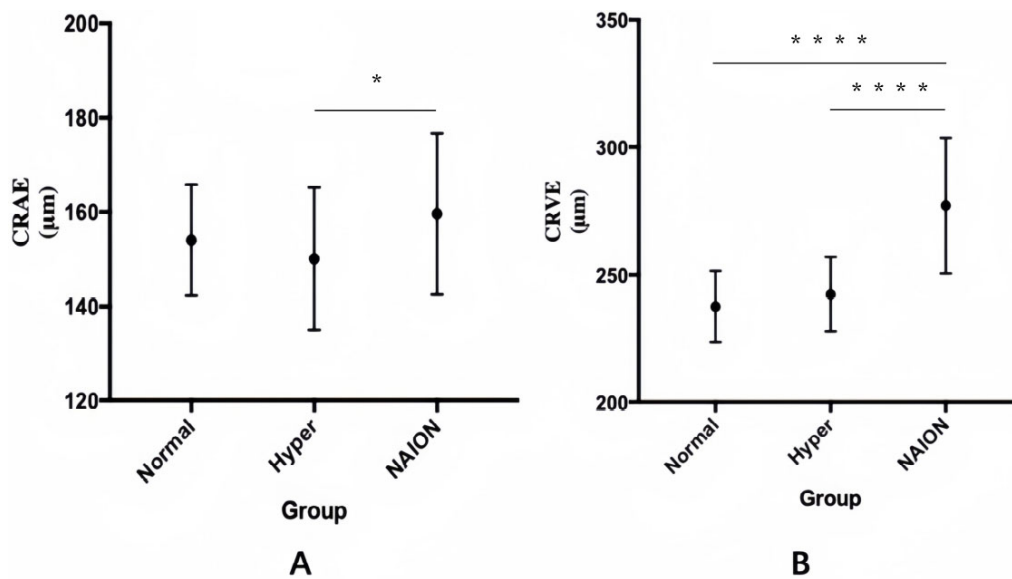 200
180
160
140
120
CRAE
(µm)
*
Normal
Hyper
NAION
Group
A
350
300
250
200
CRVE
(µm)
* * * *
* * * *
Normal
Hyper
NAION
Group
B